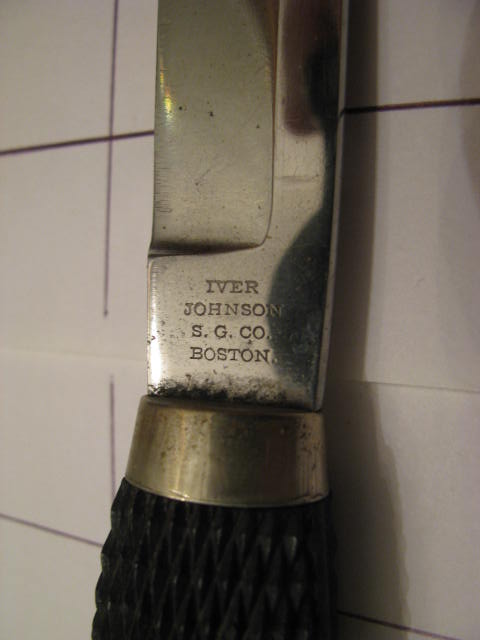 IVER
JOHNSON
S. G. CO.
BOSTON.